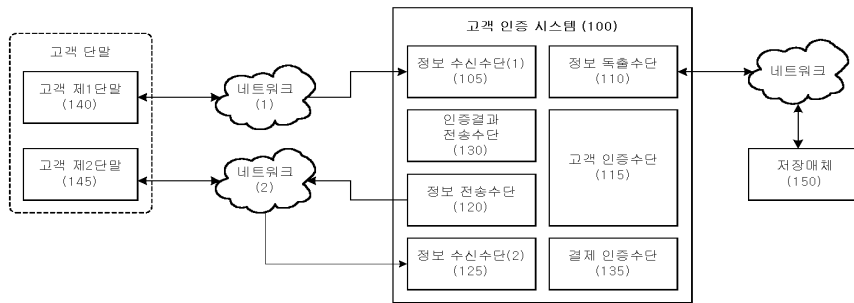 고객 인증 시스템 (100)
고객 단말
고객 제1단말
(140)
고객 제2단말
(145)
네트워크
(1)
네트워크
(2)
정보 수신수단(1)
(105)
정보 독출수단
(110)
인증결과
전송수단
(130)
고객 인증수단
(115)
정보 전송수단
(120)
정보 수신수단(2)
(125)
결제 인증수단
(135)
네트워크
저장매체
(150)